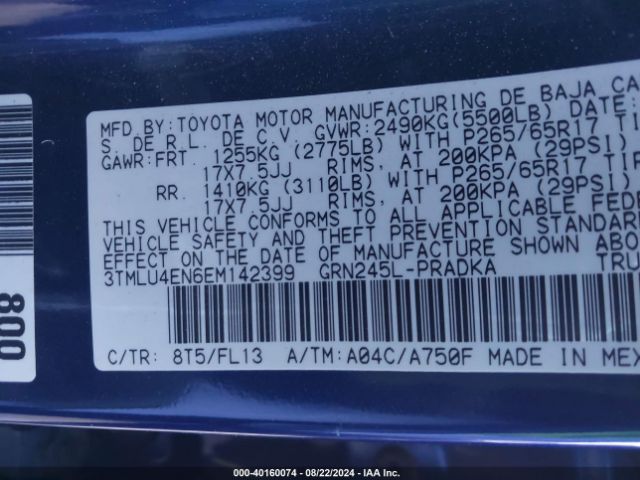 MFD BY:TOYOTA MOTOR MANUFACTURING DE BAJA CA
S. DE R.L. DE C.V. GVWR:2490KG(5500LB) DATE:
GAWR:FRT. 1255KG (2775LB) WITH P265/65R17 TI
17X7.5JJ RIMS, AT 200KPA (29PSI)
RR. 1410KG (3110LB) WITH P265/65R17 TIR
17X7.5JJ RIMS, AT 200KPA (29PSI)
THIS VEHICLE CONFORMS TO ALL APPLICABLE FED
VEHICLE SAFETY AND THEFT PREVENTION STANDAR
EFFECT ON THE DATE OF MANUFACTURE SHOWN ABO
3TMLU4EN6EM142399 GRN245L-PRADKA TRU
C/TR: 8T5/FL13 A/TM:A04C/A750F MADE IN MEX
800
000-40160074 - 08/22/2024 - IAA